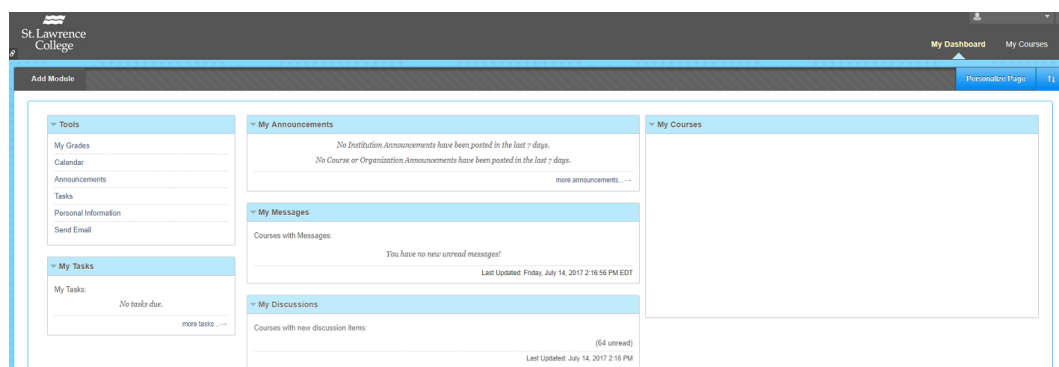 St. Lawrence
College
My Dashboard
My Courses
Add Module
Personalize Page
Tools
My Grades
Calendar
Announcements
Tasks
Personal Information
Send Email
My Tasks
My Tasks:
No tasks due.
more tasks...→
My Announcements
No Institution Announcements have been posted in the last 7 days.
No Course or Organization Announcements have been posted in the last 7 days.
more announcements...→
My Messages
Courses with Messages:
You have no new unread messages!
Last Updated: Friday, July 14, 2017 2:16:56 PM EDT
My Discussions
Courses with new discussion items:
(64 unread)
Last Updated: July 14, 2017 2:16 PM
My Courses